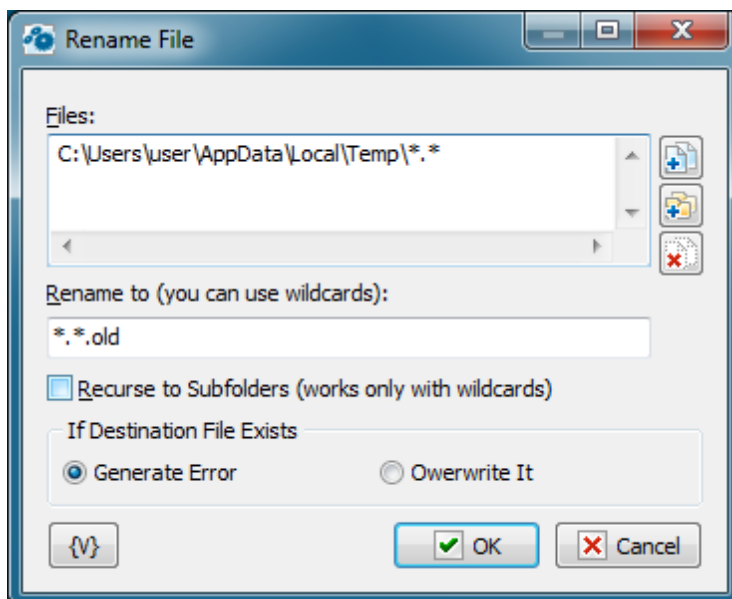 Rename File
Files:
C:\Users\user\AppData\Local\Temp\*.*
Rename to (you can use wildcards):
*.*.old
Recurse to Subfolders (works only with wildcards)
If Destination File Exists
Generate Error
Owerwrite It
{V}
OK
Cancel